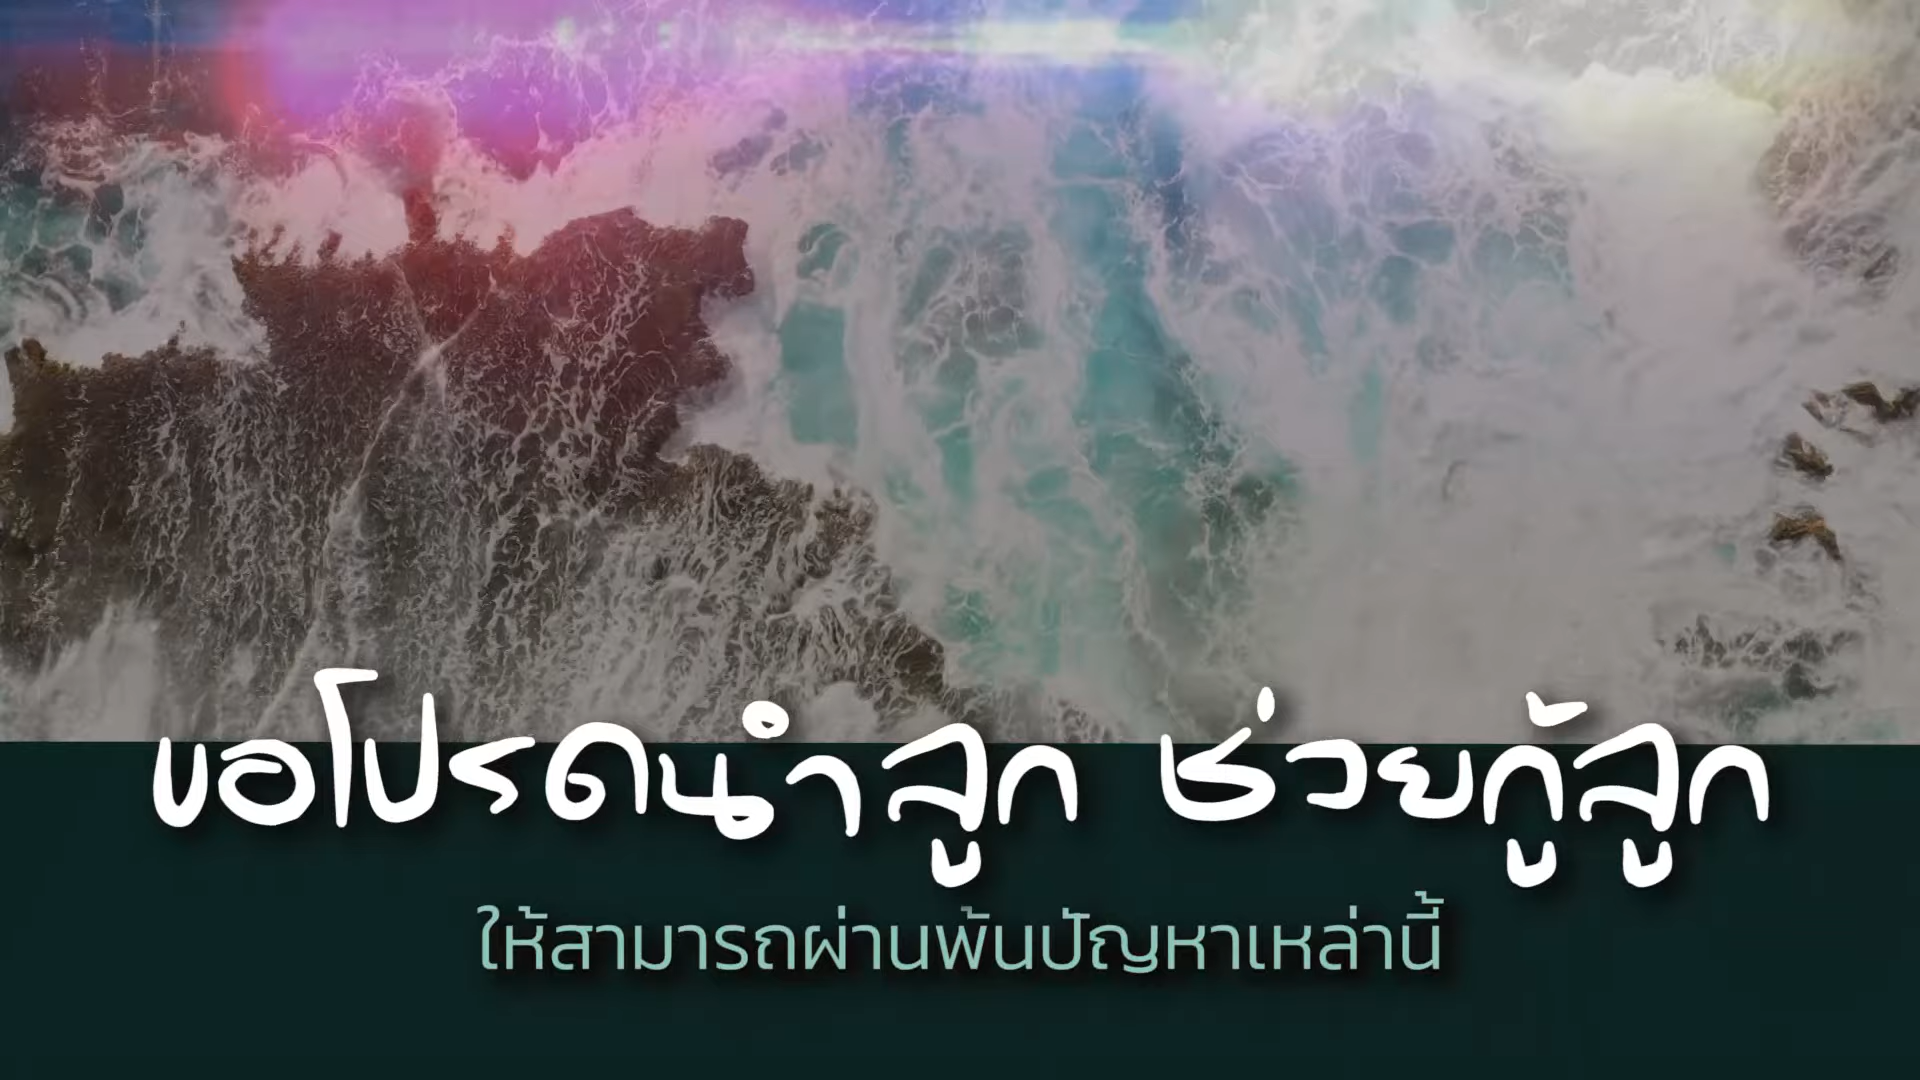 ขอโปรดนำลูก ช่วยกู้ลูก
ให้สามารถผ่านพ้นปัญหาเหล่านี้